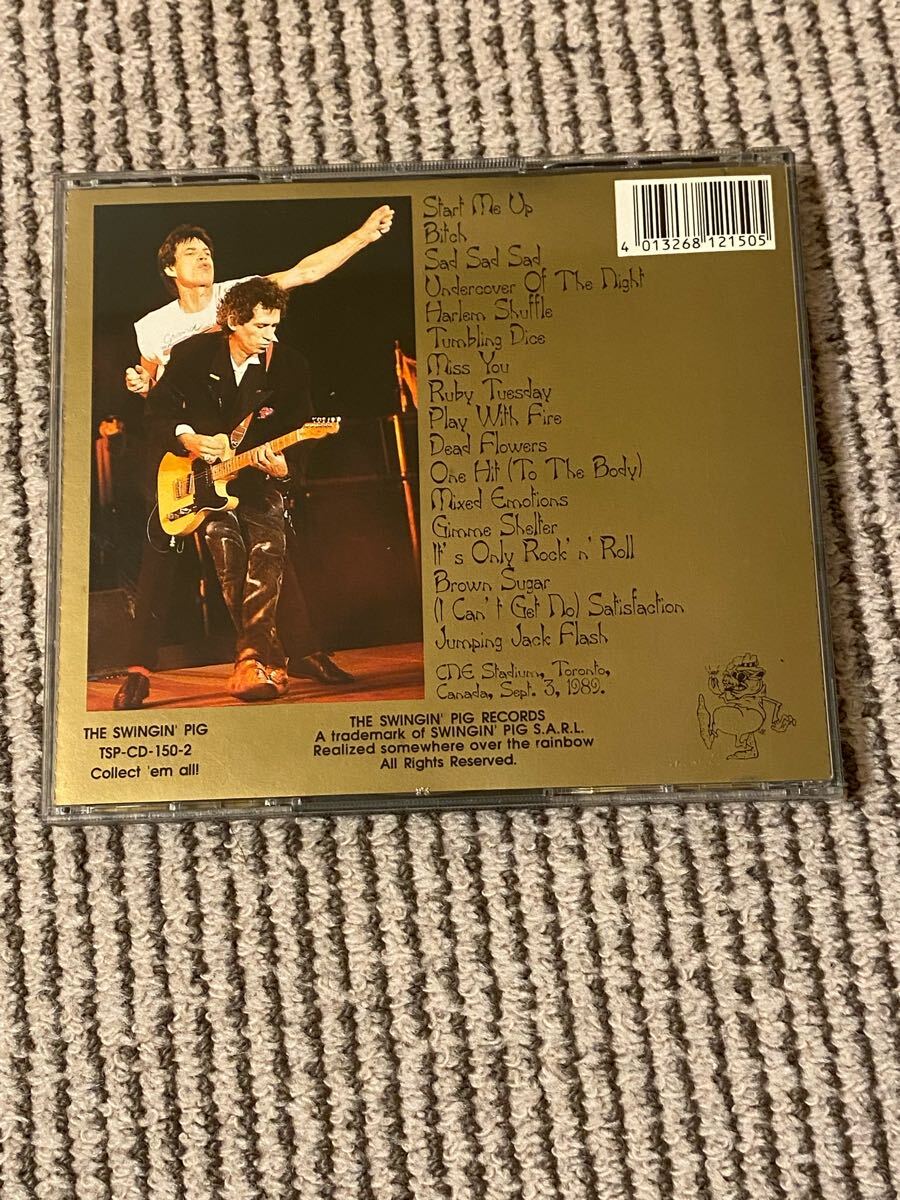 Start Me Up
Bitch
Sad Sad Sad
Undercover Of The Night
Harlem Shuffle
Tumbling Dice
Miss You
Ruby Tuesday
Play With Fire
Dead Flowers
One Hit (To The Body)
Mixed Emotions
Gimme Shelter
It's Only Rock 'n' Roll
Brown Sugar
(I Can't Get No) Satisfaction
Jumping Jack Flash
CNE Stadium, Toronto,
Canada, Sept. 3, 1989.
4 013268 121505
THE SWINGIN' PIG
TSP-CD-150-2
Collect 'em all!
THE SWINGIN' PIG RECORDS
A trademark of SWINGIN' PIG S.A.R.L.
Realized somewhere over the rainbow
All Rights Reserved.